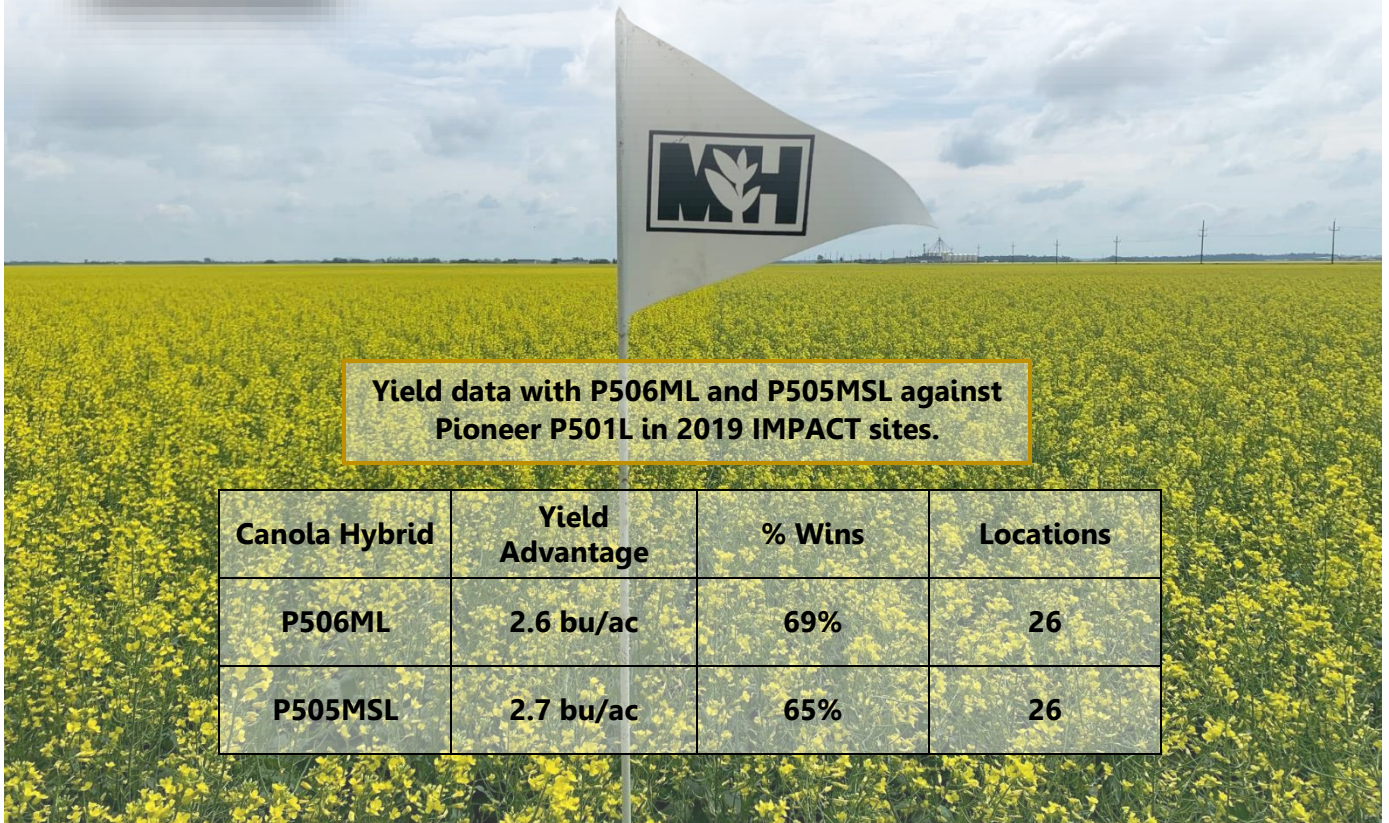 MH
Yield data with P506ML and P505MSL against
Pioneer P501L in 2019 IMPACT sites.
Canola Hybrid Yield Advantage % Wins Locations
P506ML 2.6 bu/ac 69% 26
P505MSL 2.7 bu/ac 65% 26